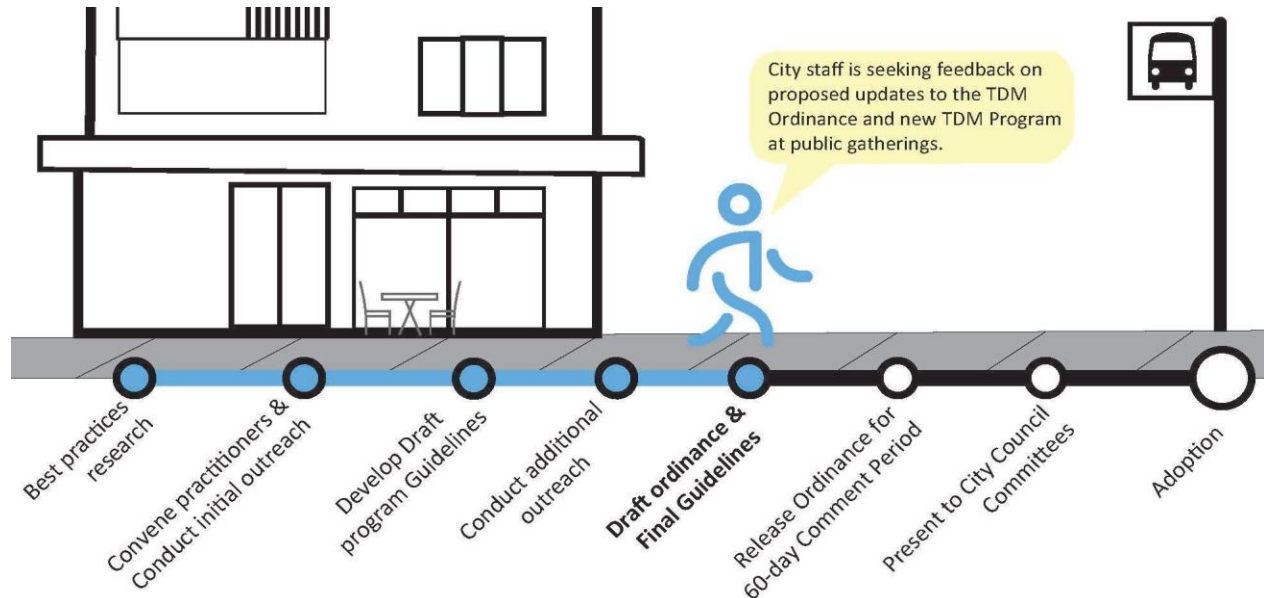 City staff is seeking feedback on
proposed updates to the TDM
Ordinance and new TDM Program
at public gatherings.
Best practices
research
Convene practitioners &
Conduct initial outreach
Develop Draft
program Guidelines
Conduct additional
outreach
Draft ordinance &
Final Guidelines
Release Ordinance for
60-day Comment Period
Present to City Council
Committees
Adoption